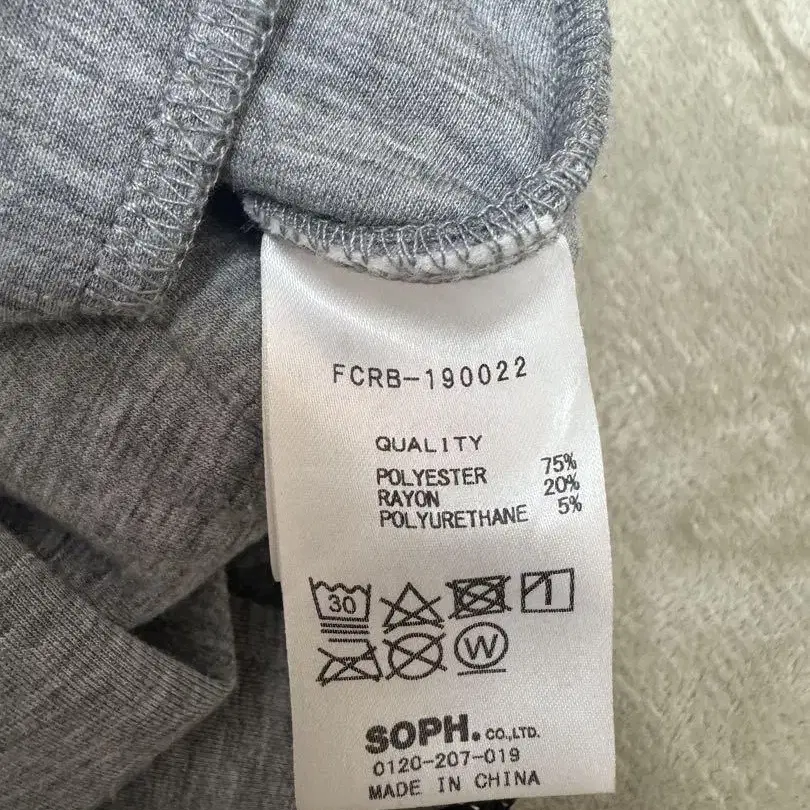 FCRB-190022
QUALITY
POLYESTER 75%
RAYON 20%
POLYURETHANE 5%
30
W
SOPH. CO.,LTD.
0120-207-019
MADE IN CHINA